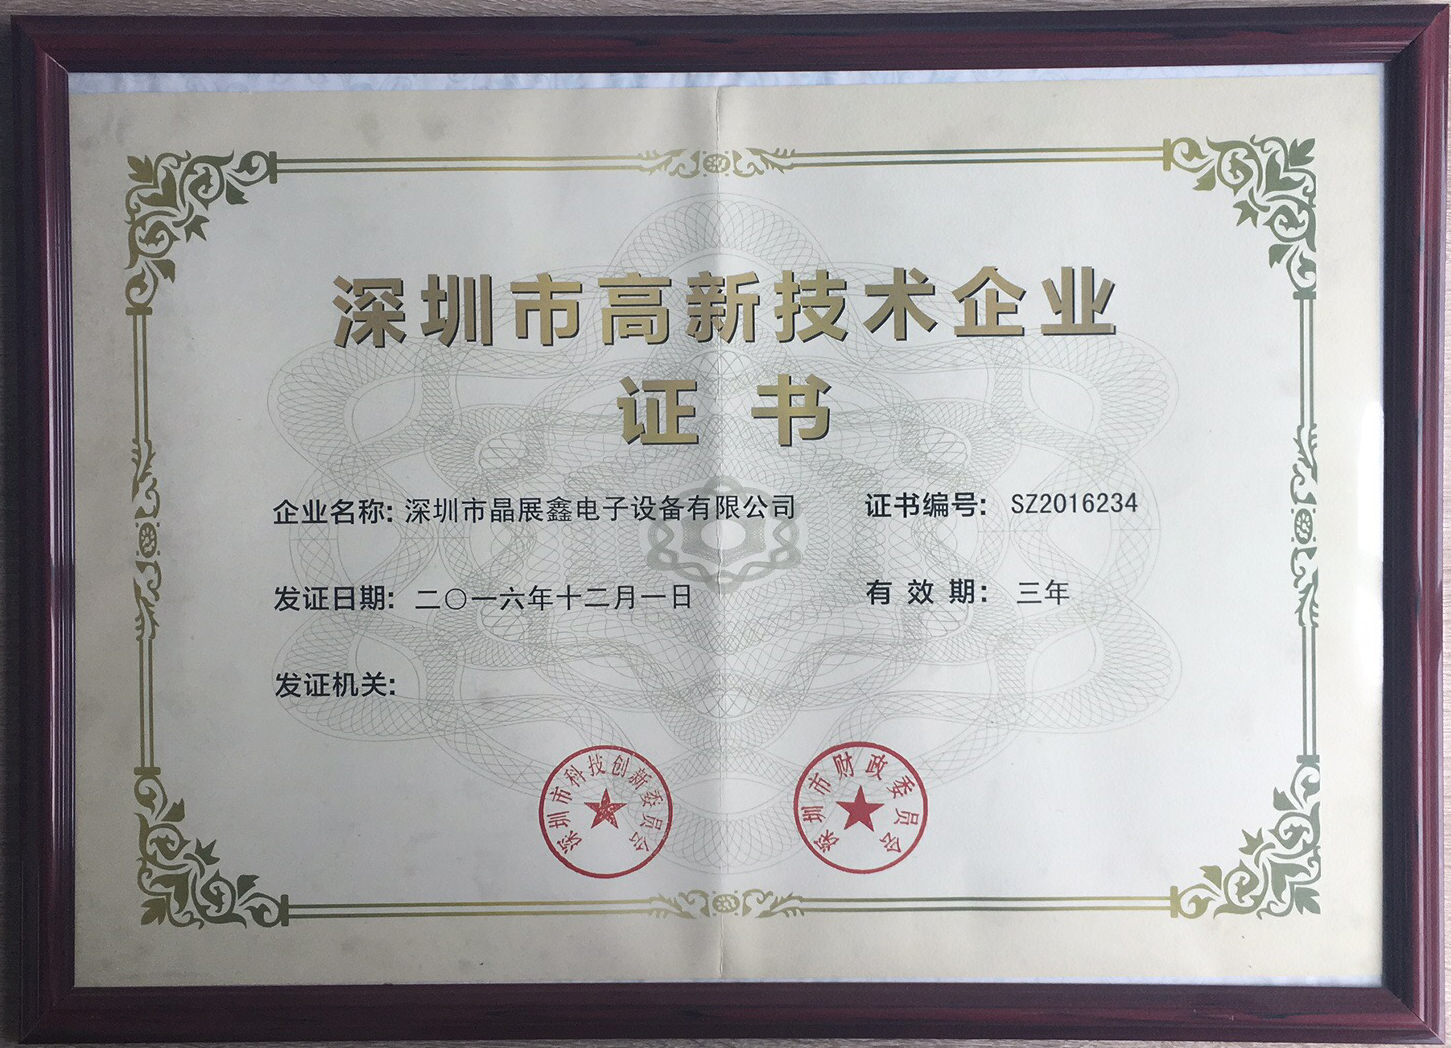 深圳市高新技术企业
证书
企业名称: 深圳市晶展鑫电子设备有限公司 证书编号: SZ2016234
发证日期: 二〇一六年十二月一日 有效期: 三年
发证机关:
深圳市科技创新委员会
深圳市财政委员会